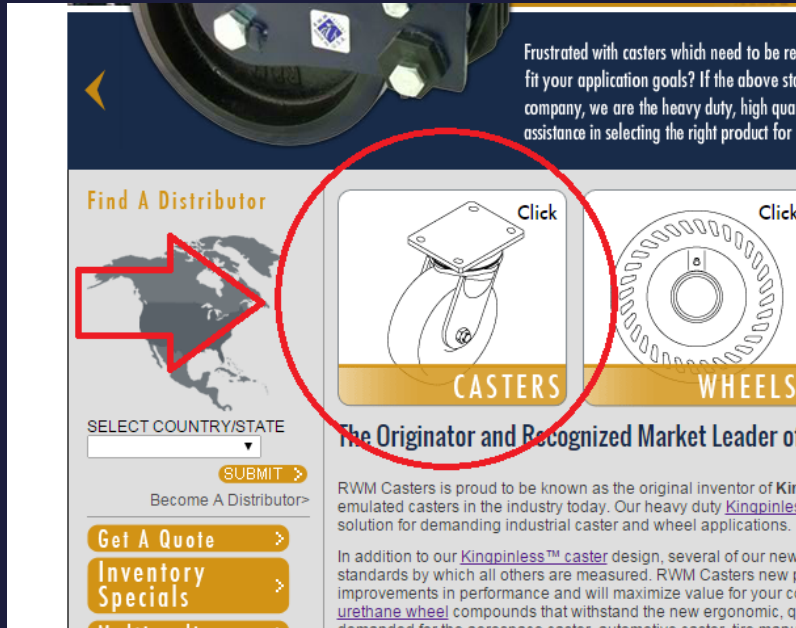 Frustrated with casters which need to be re
fit your application goals? If the above sta
company, we are the heavy duty, high qua
assistance in selecting the right product for
Find A Distributor
Click
CASTERS
Click
WHEELS
SELECT COUNTRY/STATE
SUBMIT >
Become A Distributor>
Get A Quote >
Inventory
Specials >
The Originator and Recognized Market Leader o
RWM Casters is proud to be known as the original inventor of Kin
emulated casters in the industry today. Our heavy duty Kingpinles
solution for demanding industrial caster and wheel applications.
In addition to our Kingpinless™ caster design, several of our new
standards by which all others are measured. RWM Casters new p
improvements in performance and will maximize value for your co
urethane wheel compounds that withstand the new ergonomic, q